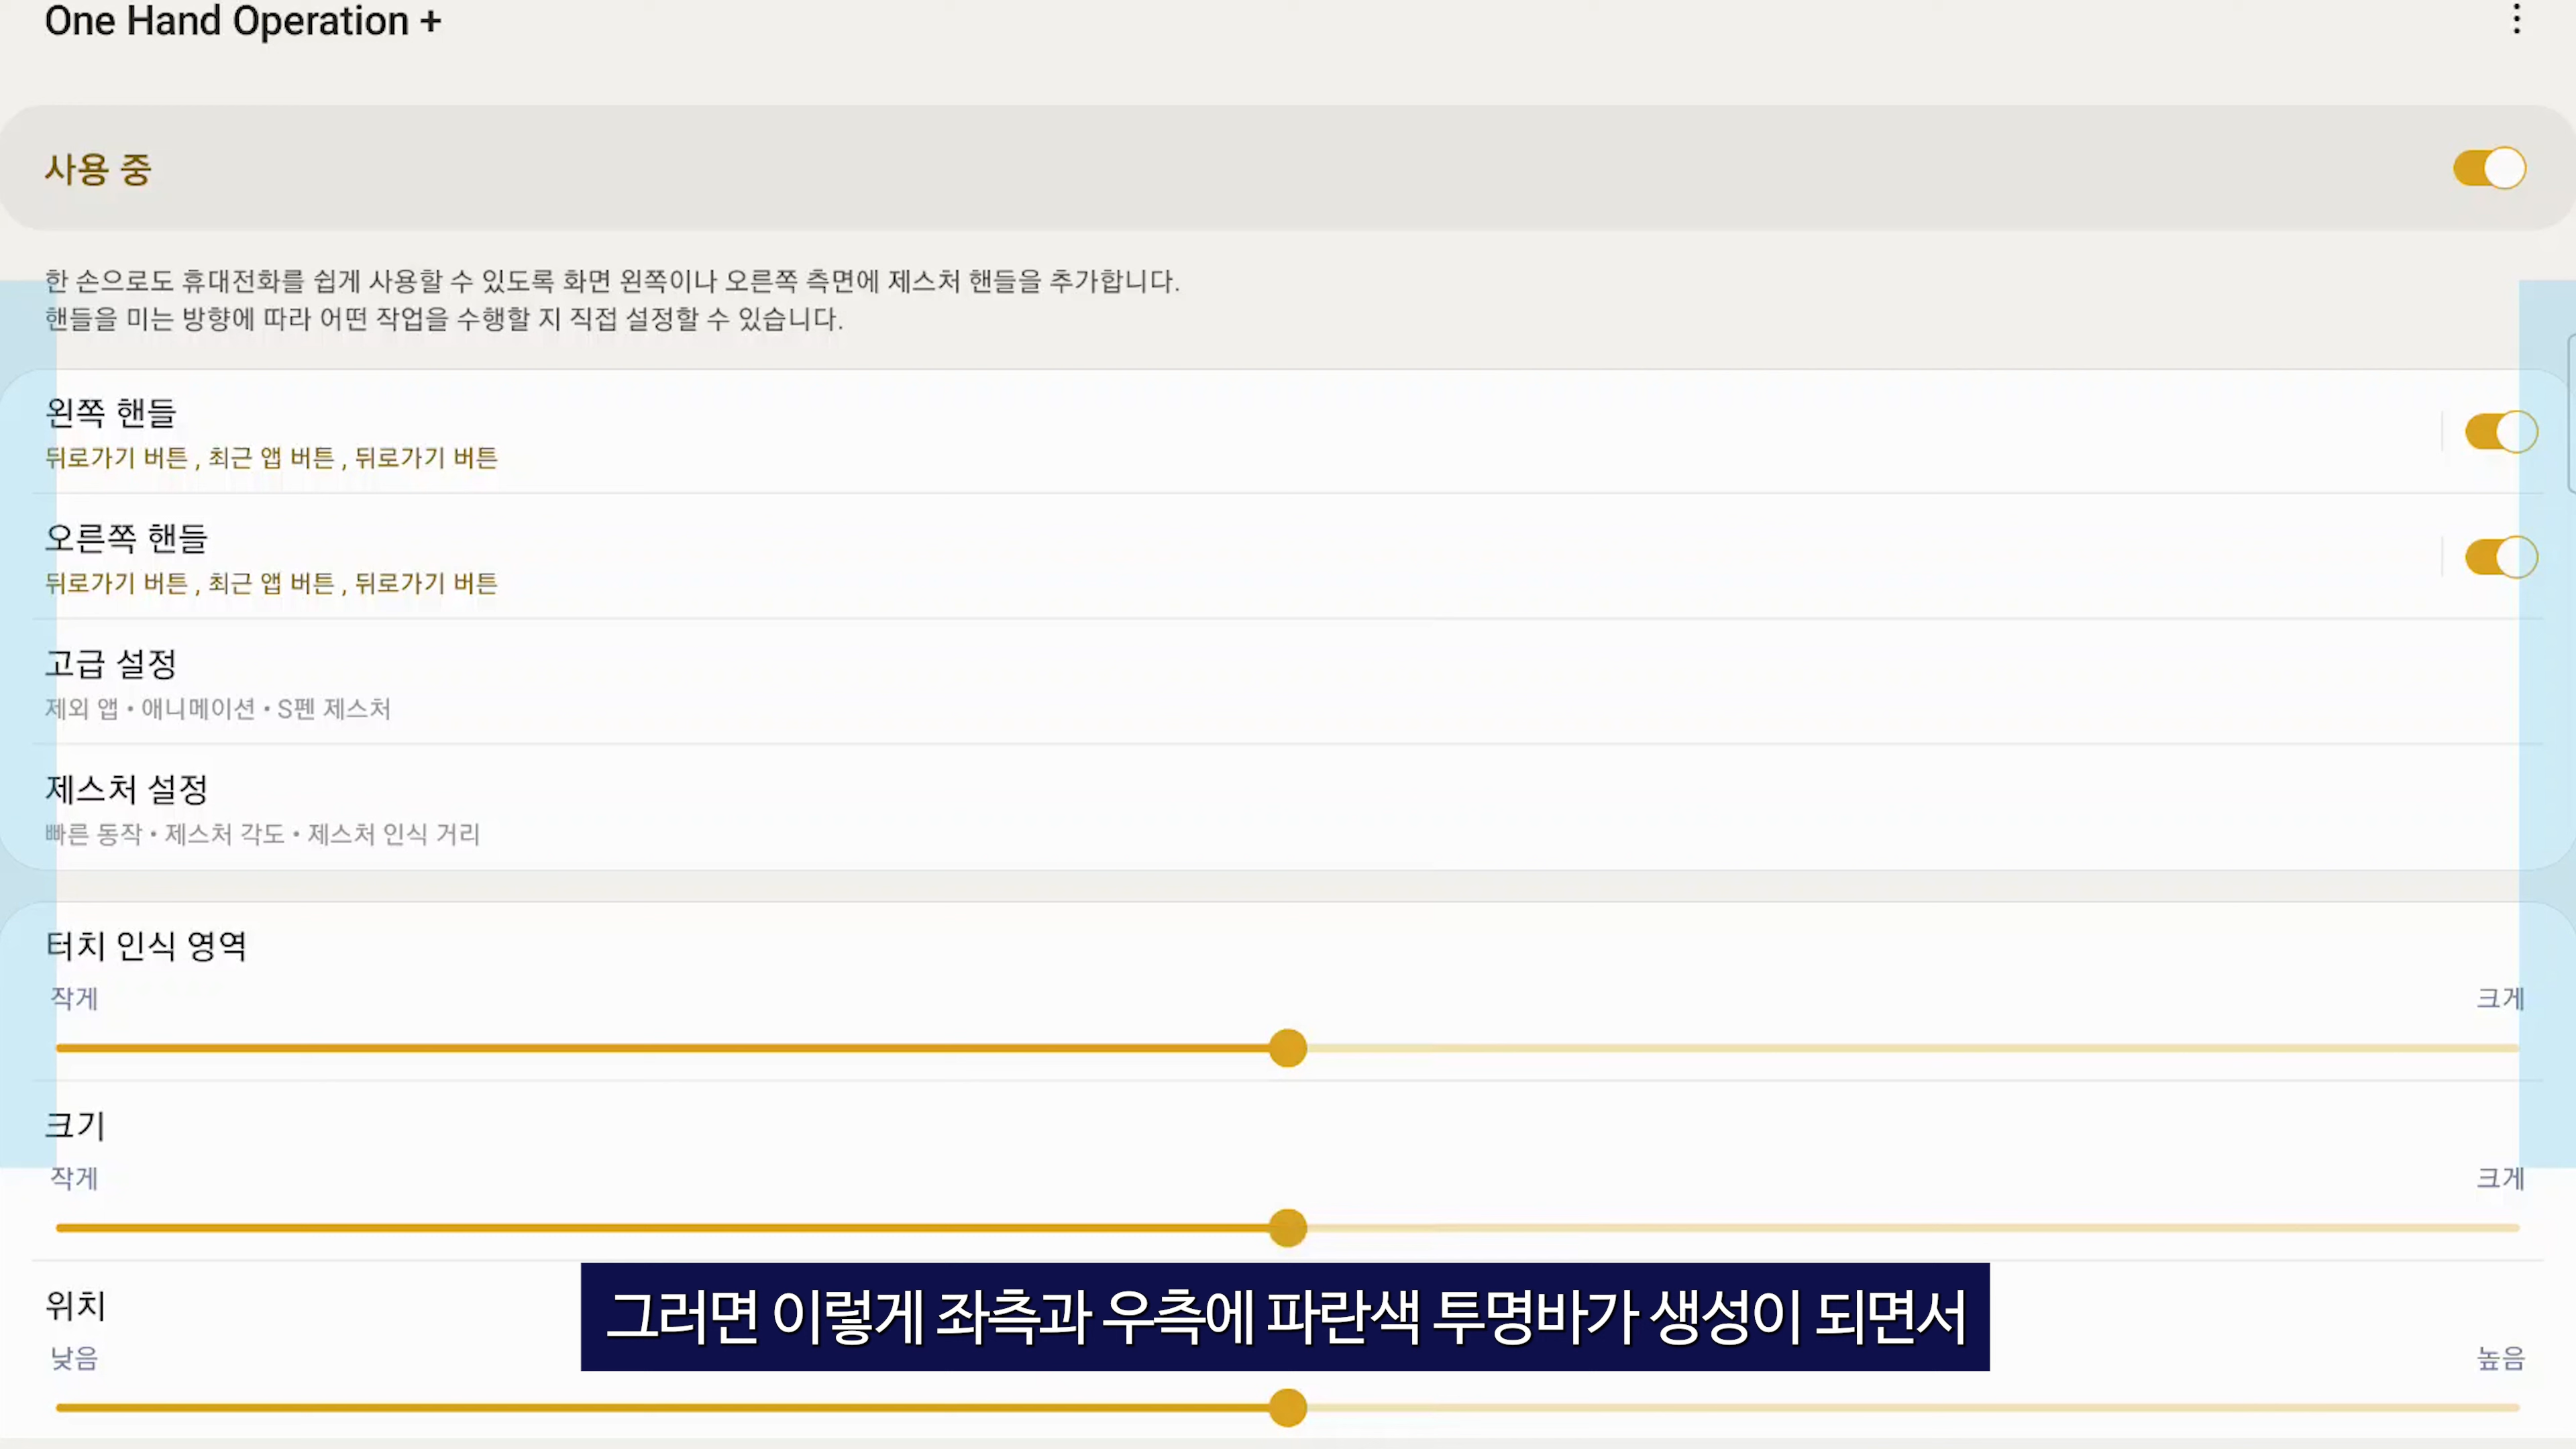 One Hand Operation +
사용 중
한 손으로도 휴대전화를 쉽게 사용할 수 있도록 화면 왼쪽이나 오른쪽 측면에 제스처 핸들을 추가합니다.
핸들을 미는 방향에 따라 어떤 작업을 수행할 지 직접 설정할 수 있습니다.
왼쪽 핸들
뒤로가기 버튼 , 최근 앱 버튼 , 뒤로가기 버튼
오른쪽 핸들
뒤로가기 버튼 , 최근 앱 버튼 , 뒤로가기 버튼
고급 설정
제외 앱 • 애니메이션 • S펜 제스처
제스처 설정
빠른 동작 • 제스처 각도 • 제스처 인식 거리
터치 인식 영역
작게 크게
크기
작게 크게
위치
낮음 높음
그러면 이렇게 좌측과 우측에 파란색 투명바가 생성이 되면서